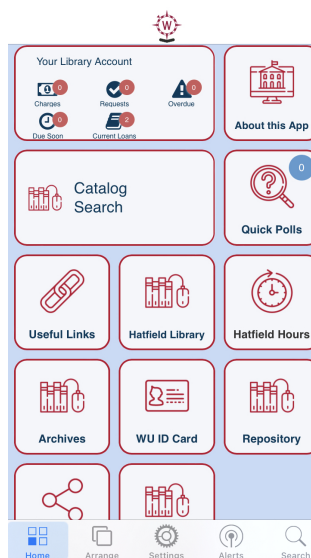 W
Your Library Account
0 0 0
Charges Requests Overdue
0 2
Due Soon Current Loans
About this App
Catalog
Search
0
Quick Polls
Useful Links
Hatfield Library
Hatfield Hours
Archives
WU ID Card
Repository
Home Arrange Settings Alerts Search